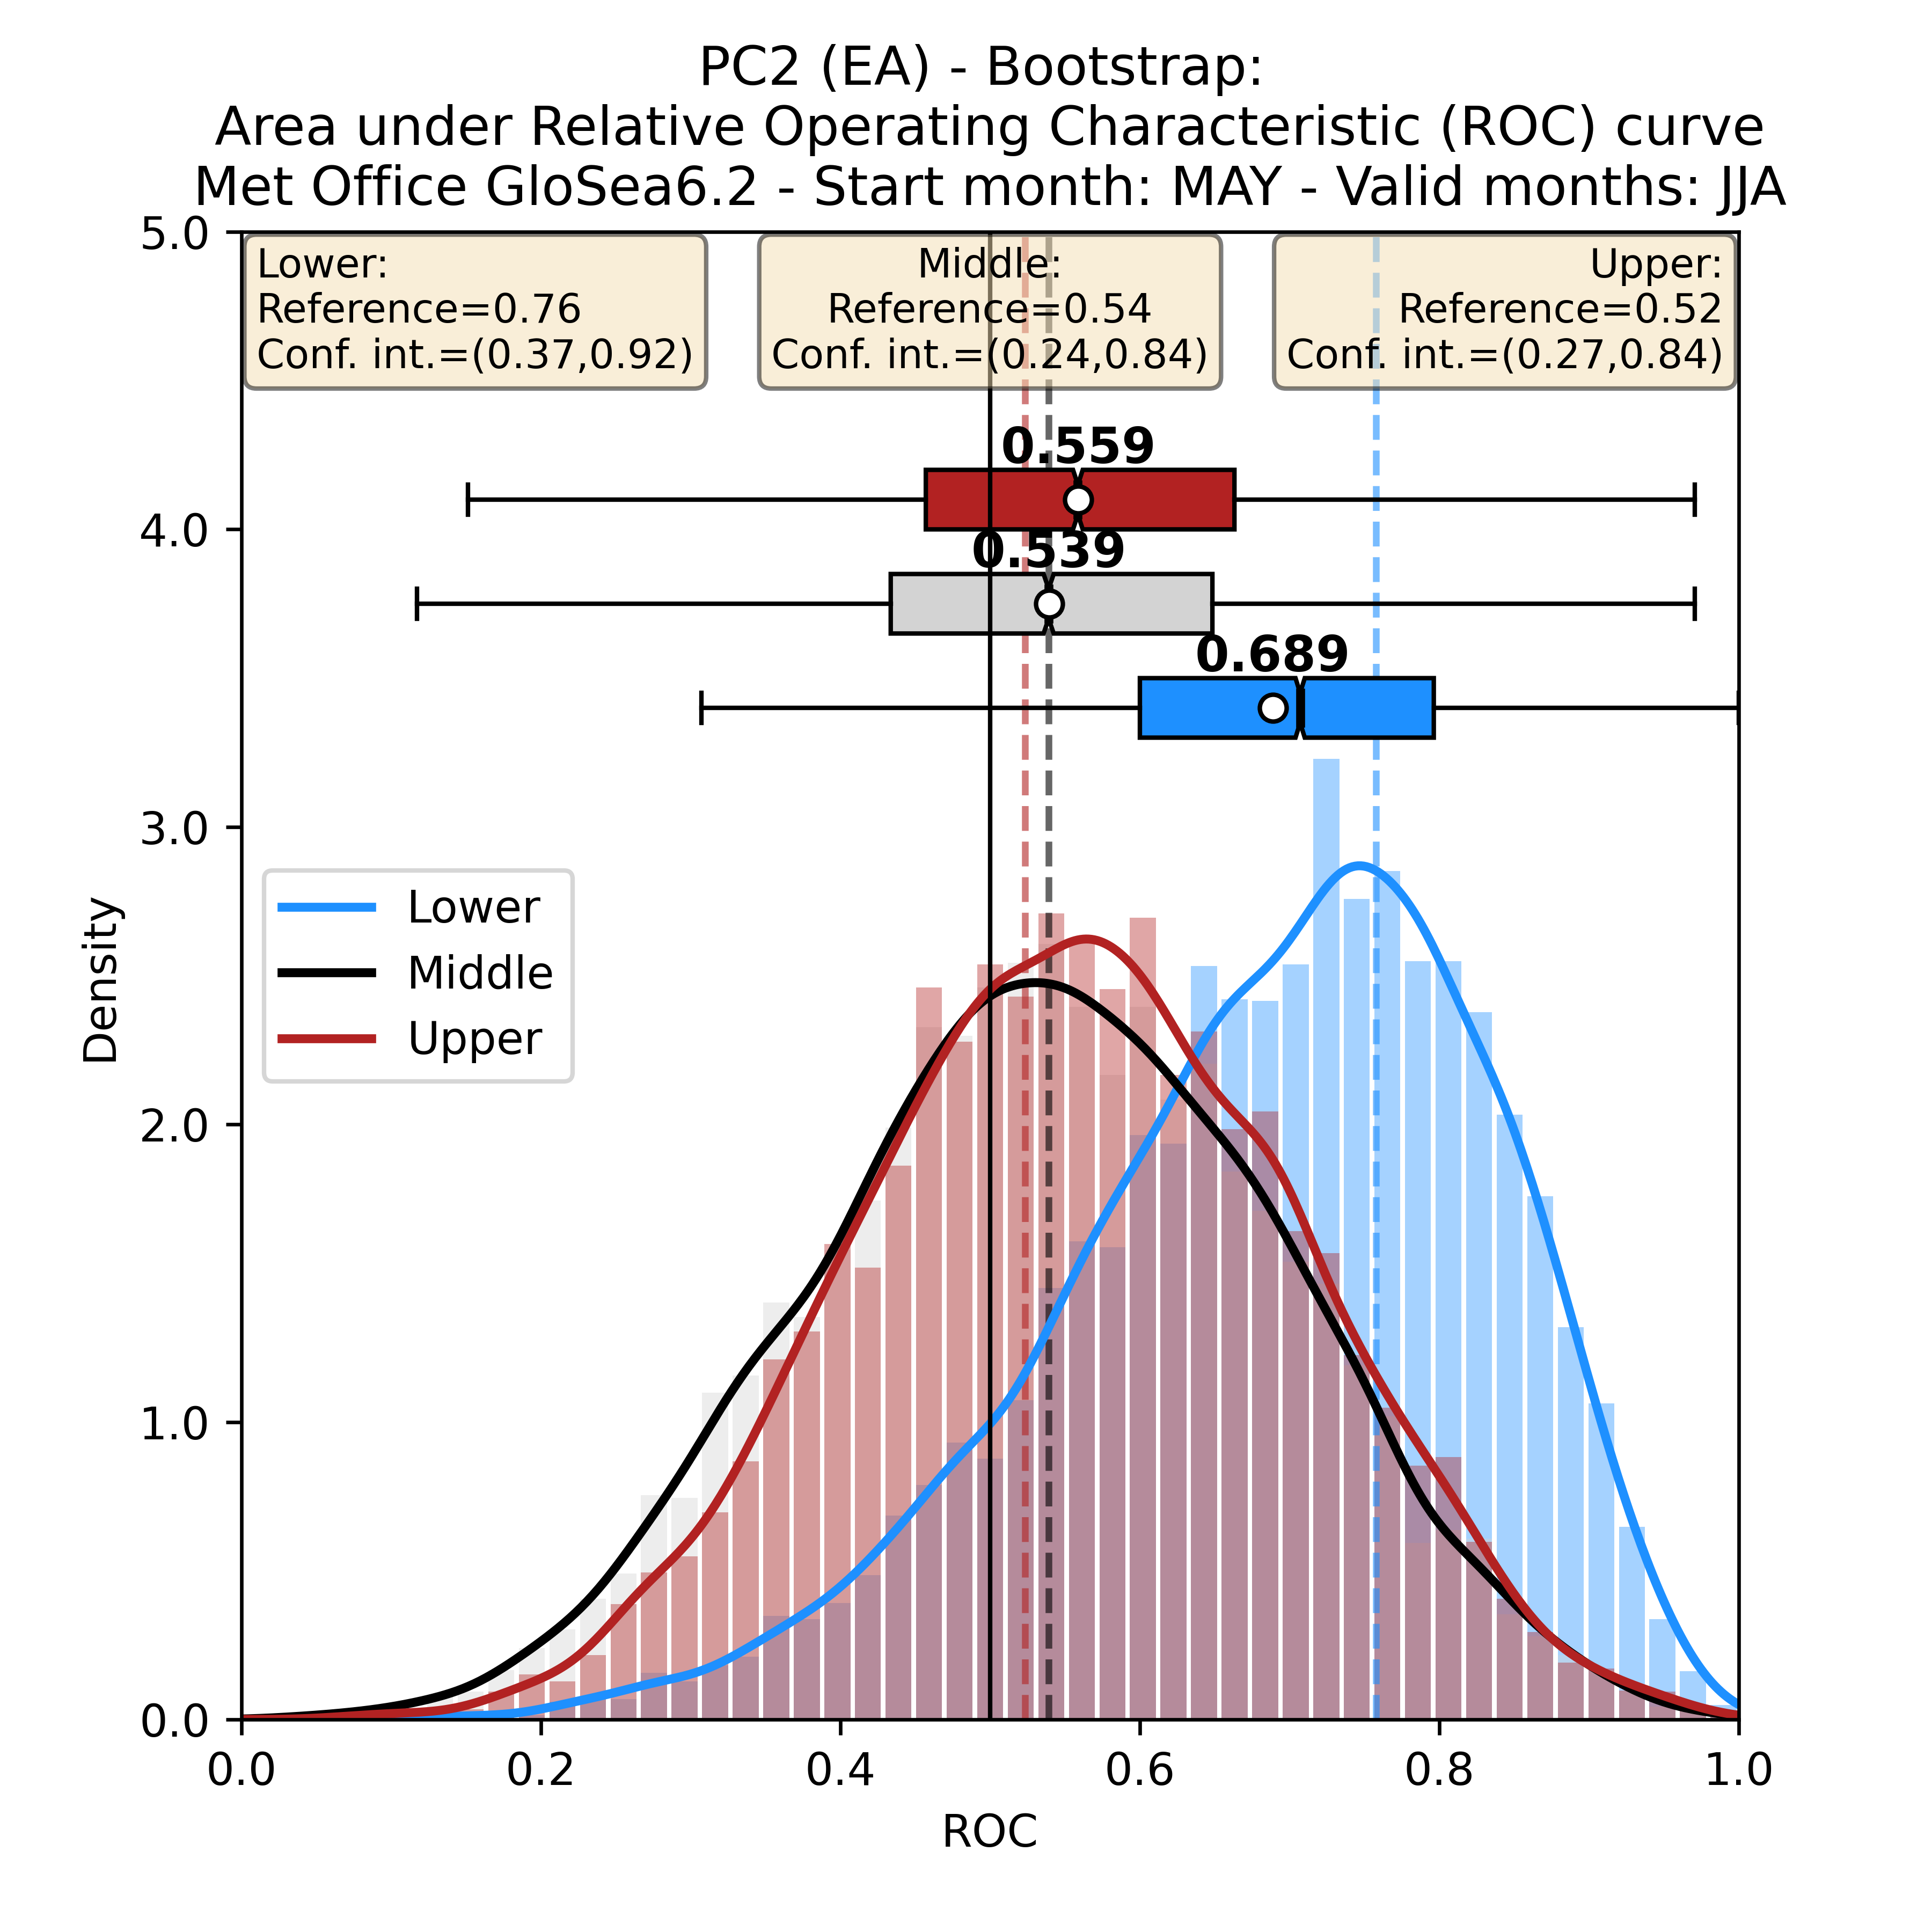 PC2 (EA) - Bootstrap:
Area under Relative Operating Characteristic (ROC) curve
Met Office GloSea6.2 - Start month: MAY - Valid months: JJA
Lower:
Reference=0.76
Conf. int.=(0.37,0.92)
Middle:
Reference=0.54
Conf. int.=(0.24,0.84)
Upper:
Reference=0.52
Conf. int.=(0.27,0.84)
0.559
0.539
0.689
Lower
Middle
Upper
Density
5.0
4.0
3.0
2.0
1.0
0.0
0.0
0.2
0.4
0.6
0.8
1.0
ROC